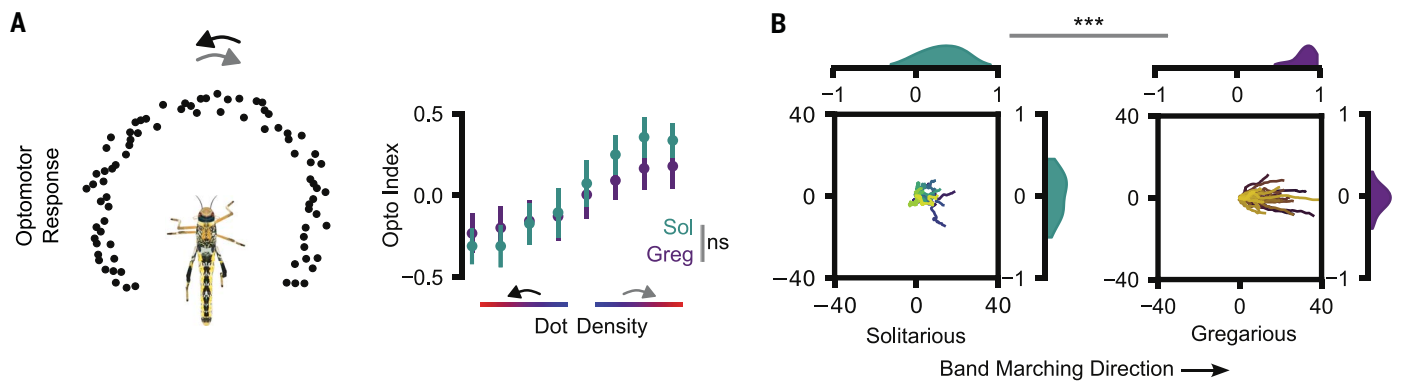 A
Optomotor
Response
Opto Index
0.5
0.0
−0.5
Sol
Greg
ns
Dot Density
B
***
−1
0
1
−1
0
1
40
0
−40
−40
0
40
1
0
−1
Solitarious
40
0
−40
−40
0
40
1
0
−1
Gregarious
Band Marching Direction